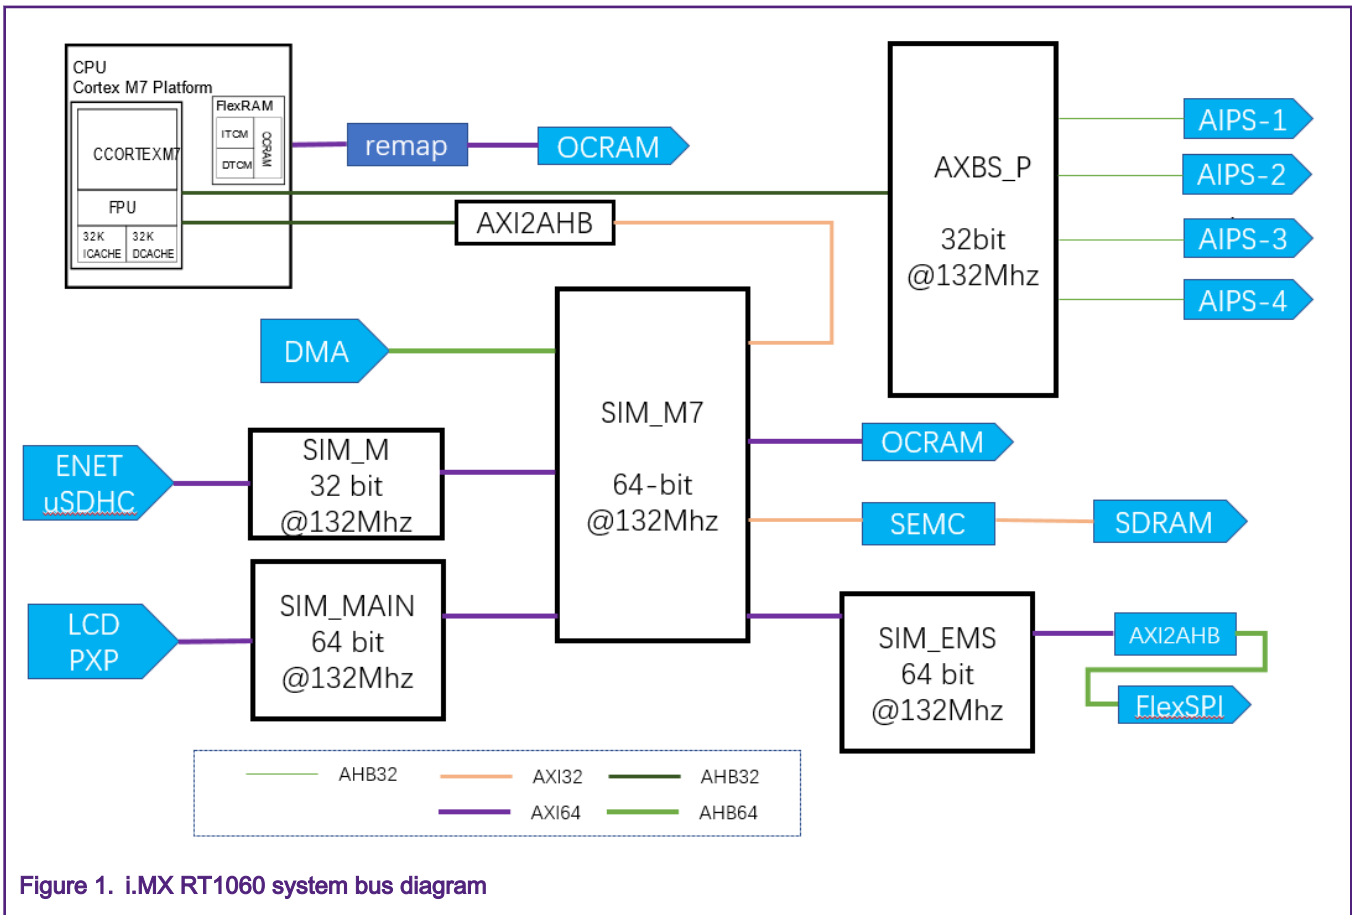 CPU
Cortex M7 Platform
FlexRAM
ITCM
DTCM
OCRAM
CCORTEXM7
FPU
32K
ICACHE
32K
DCACHE
remap
OCRAM
AXI2AHB
AXBS_P
32bit
@132Mhz
AIPS-1
AIPS-2
AIPS-3
AIPS-4
DMA
SIM_M7
64-bit
@132Mhz
ENET
uSDHC
SIM_M
32 bit
@132Mhz
OCRAM
SEMC
SDRAM
LCD
PXP
SIM_MAIN
64 bit
@132Mhz
SIM_EMS
64 bit
@132Mhz
AXI2AHB
FlexSPI
AHB32
AXI32
AHB32
AXI64
AHB64
Figure 1. i.MX RT1060 system bus diagram